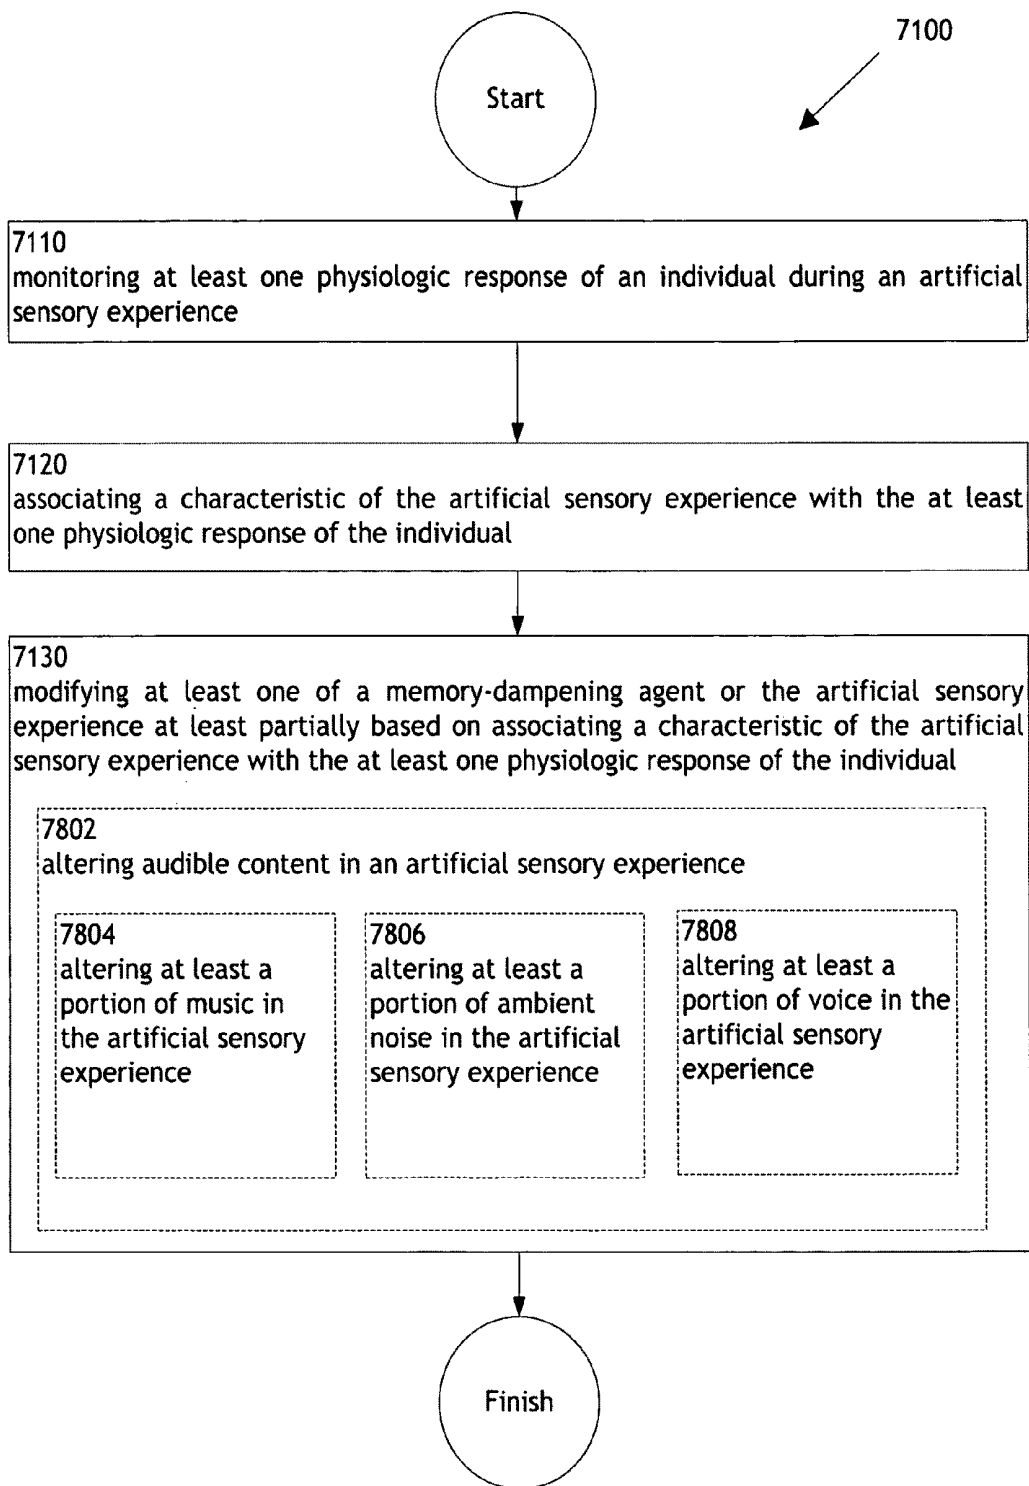 7100
Start
7110
monitoring at least one physiologic response of an individual during an artificial
sensory experience
7120
associating a characteristic of the artificial sensory experience with the at least
one physiologic response of the individual
7130
modifying at least one of a memory-dampening agent or the artificial sensory
experience at least partially based on associating a characteristic of the artificial
sensory experience with the at least one physiologic response of the individual
7802
altering audible content in an artificial sensory experience
7804
altering at least a
portion of music in
the artificial sensory
experience
7806
altering at least a
portion of ambient
noise in the artificial
sensory experience
7808
altering at least a
portion of voice in the
artificial sensory
experience
Finish